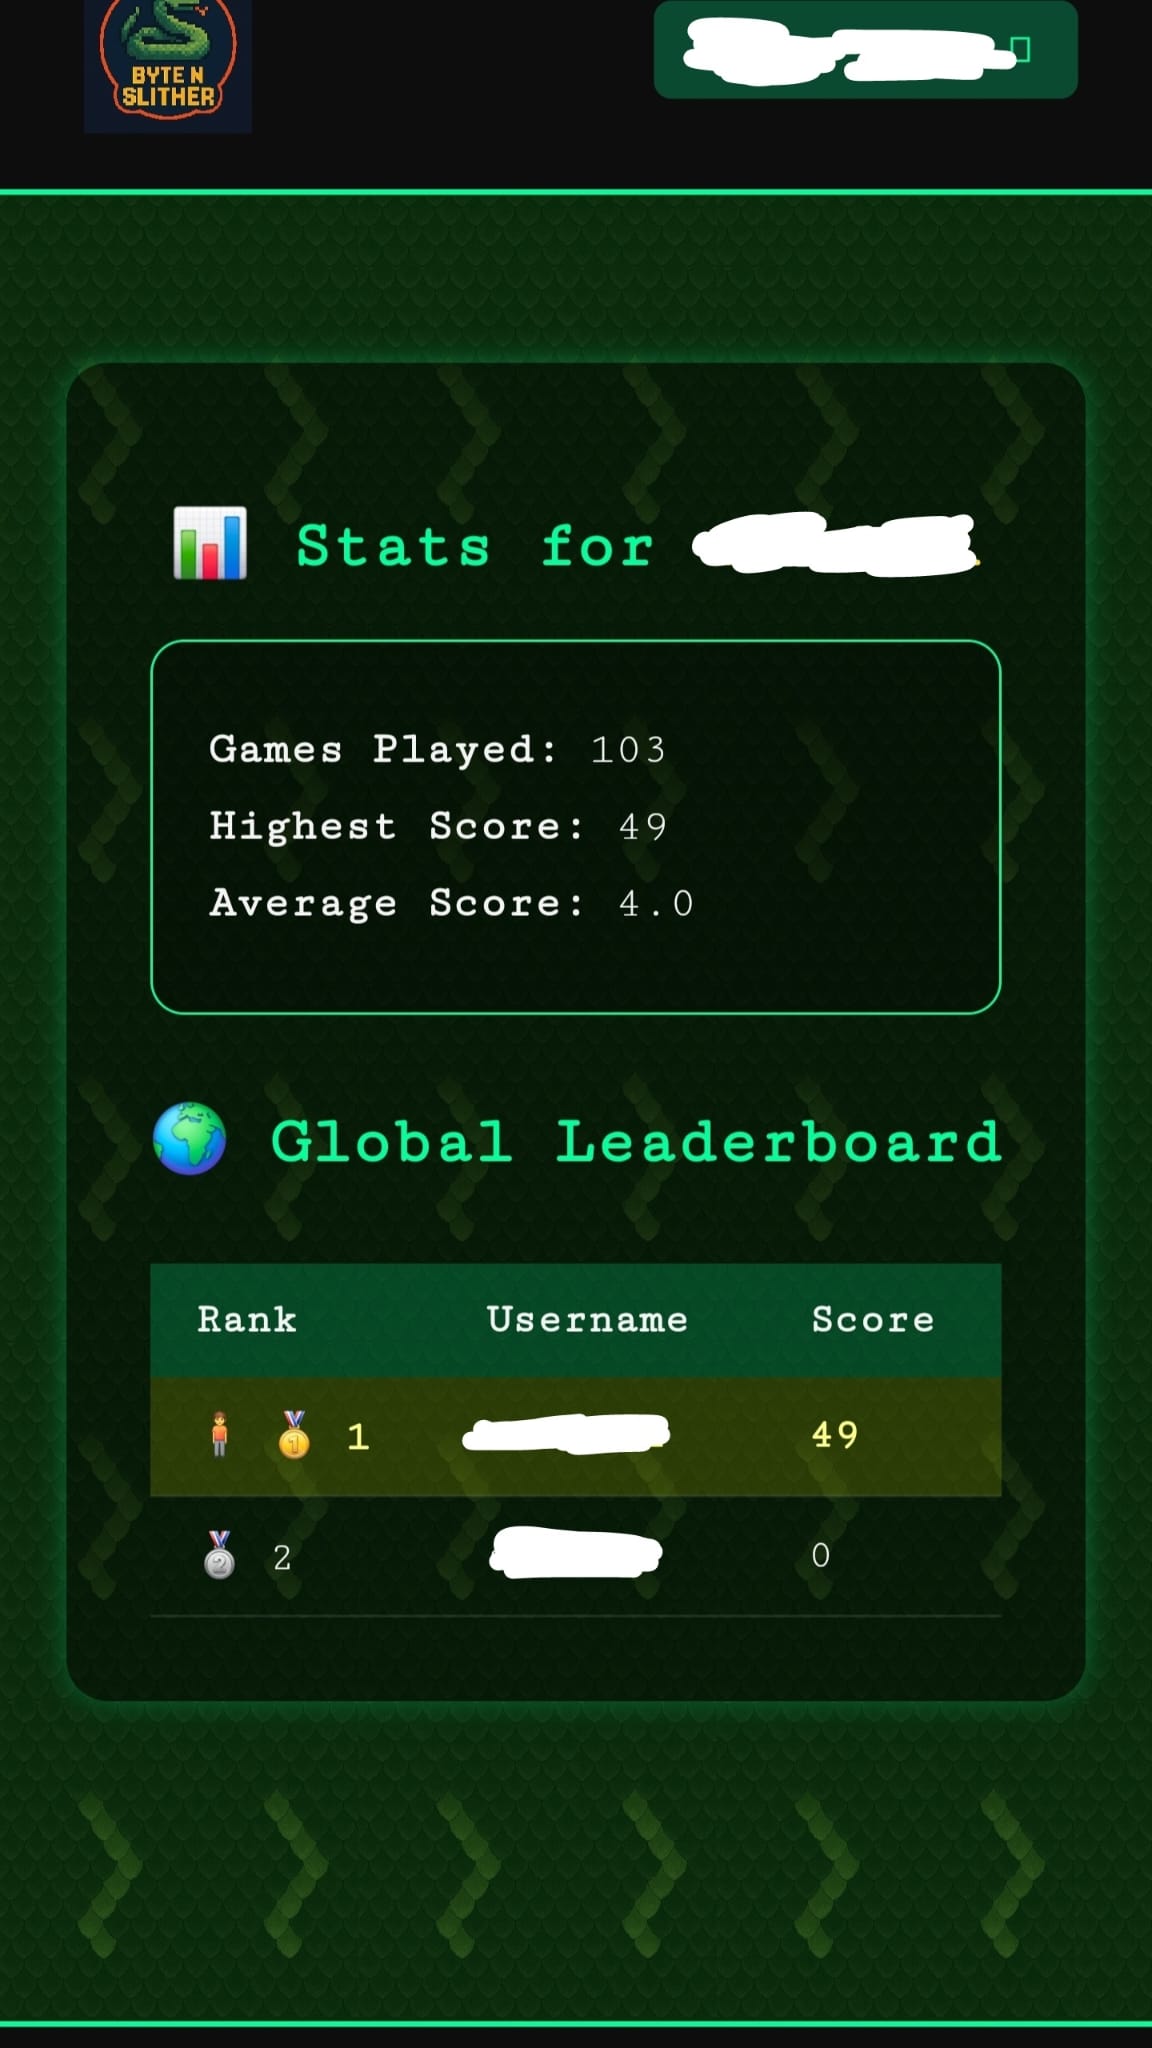 BYTE N
SLITHER
📊 Stats for
Games Played: 103
Highest Score: 49
Average Score: 4.0
🌍 Global Leaderboard
Rank Username Score
🧍 🥇 1 49
🥈 2 0